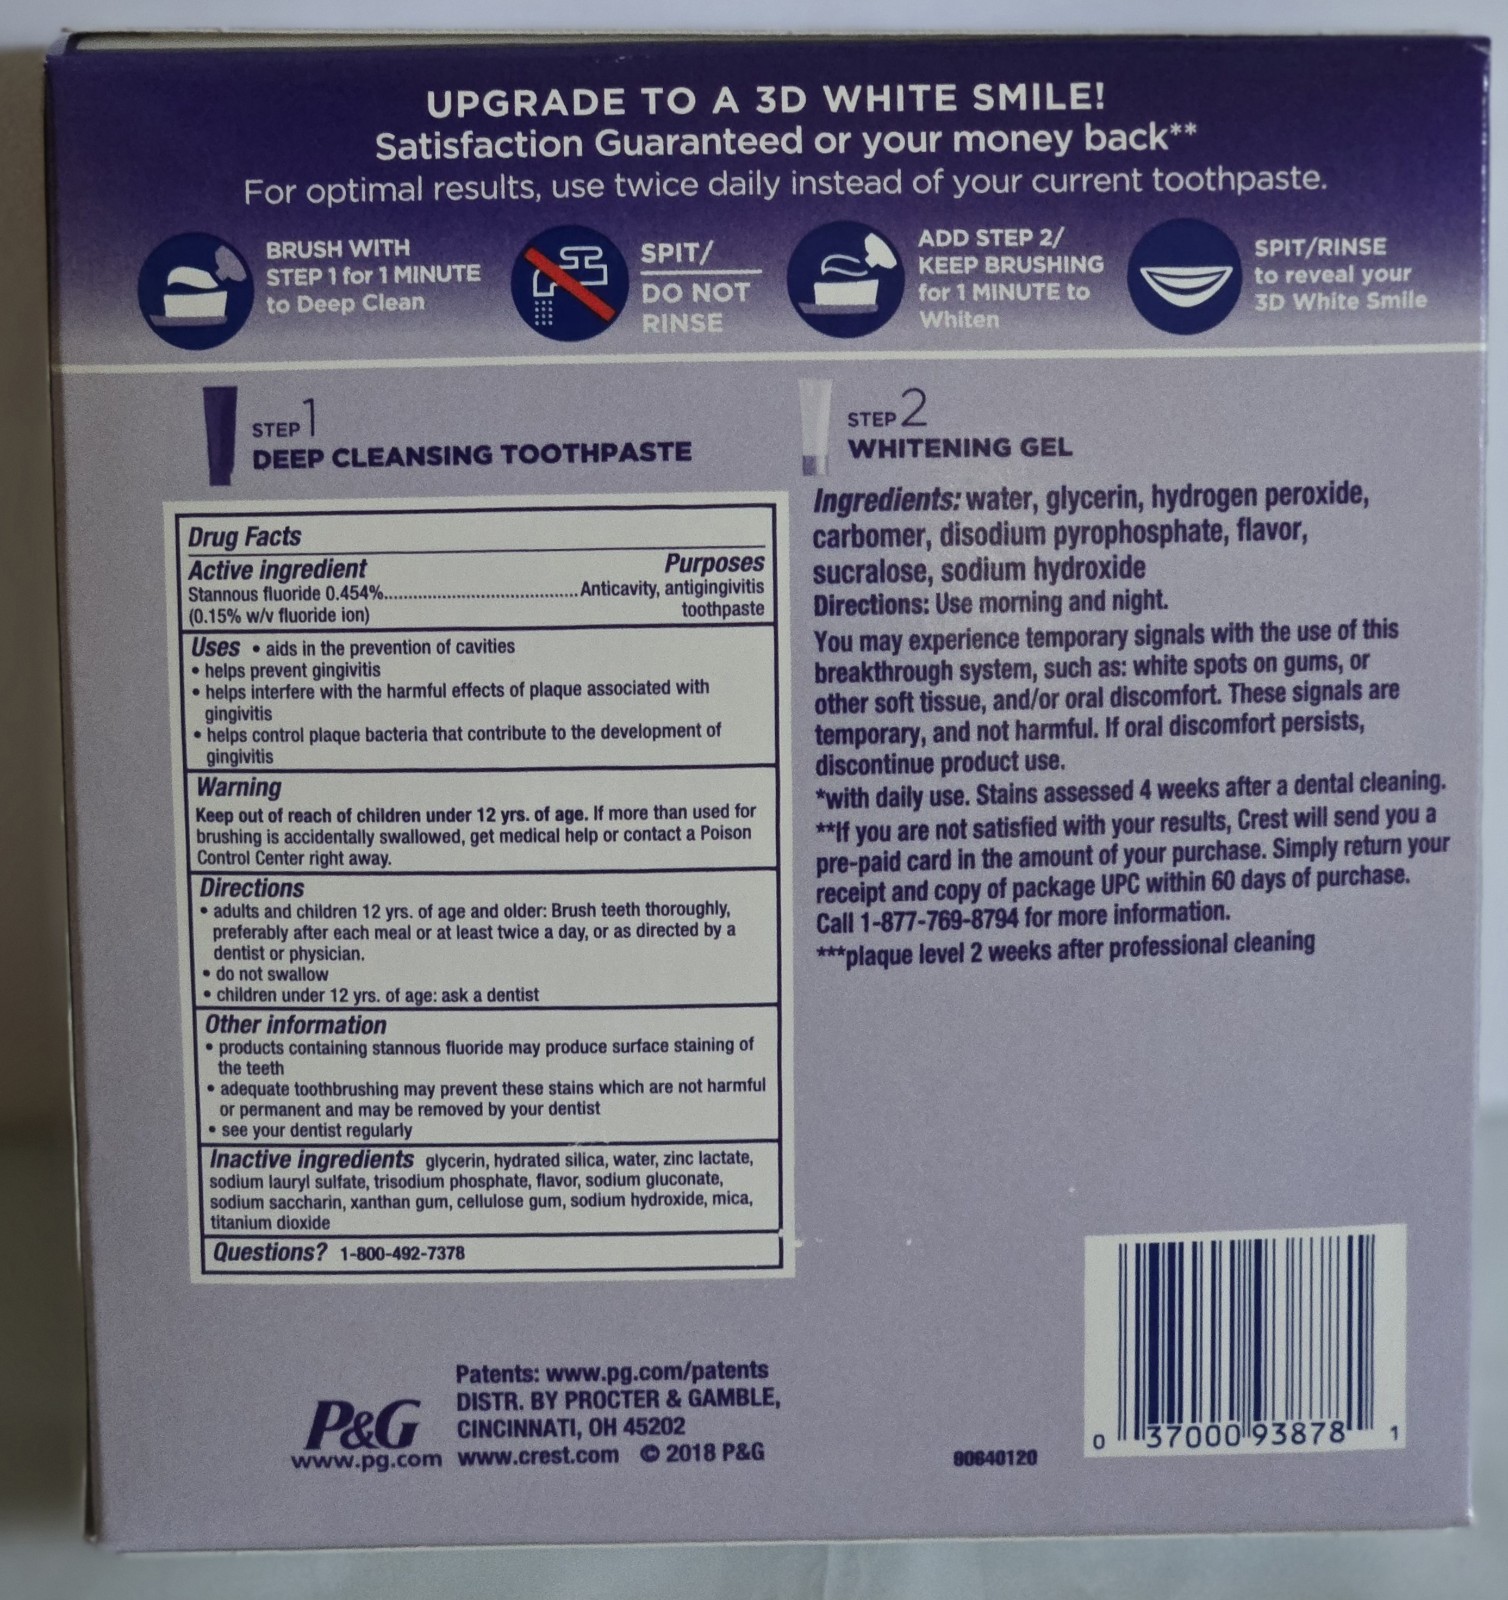 UPGRADE TO A 3D WHITE SMILE!
Satisfaction Guaranteed or your money back**
For optimal results, use twice daily instead of your current toothpaste.
BRUSH WITH
STEP 1 for 1 MINUTE
to Deep Clean
SPIT/
DO NOT
RINSE
ADD STEP 2/
KEEP BRUSHING
for 1 MINUTE to
Whiten
SPIT/RINSE
to reveal your
3D White Smile
STEP 1
DEEP CLEANSING TOOTHPASTE
Drug Facts
Active ingredient Purposes
Stannous fluoride 0.454%....................................Anticavity, antigingivitis
(0.15% w/v fluoride ion) toothpaste
Uses • aids in the prevention of cavities
• helps prevent gingivitis
• helps interfere with the harmful effects of plaque associated with
gingivitis
• helps control plaque bacteria that contribute to the development of
gingivitis
Warning
Keep out of reach of children under 12 yrs. of age. If more than used for
brushing is accidentally swallowed, get medical help or contact a Poison
Control Center right away.
Directions
• adults and children 12 yrs. of age and older: Brush teeth thoroughly,
preferably after each meal or at least twice a day, or as directed by a
dentist or physician.
• do not swallow
• children under 12 yrs. of age: ask a dentist
Other information
• products containing stannous fluoride may produce surface staining of
the teeth
• adequate toothbrushing may prevent these stains which are not harmful
or permanent and may be removed by your dentist
• see your dentist regularly
Inactive ingredients glycerin, hydrated silica, water, zinc lactate,
sodium lauryl sulfate, trisodium phosphate, flavor, sodium gluconate,
sodium saccharin, xanthan gum, cellulose gum, sodium hydroxide, mica,
titanium dioxide
Questions? 1-800-492-7378
STEP 2
WHITENING GEL
Ingredients: water, glycerin, hydrogen peroxide,
carbomer, disodium pyrophosphate, flavor,
sucralose, sodium hydroxide
Directions: Use morning and night.
You may experience temporary signals with the use of this
breakthrough system, such as: white spots on gums, or
other soft tissue, and/or oral discomfort. These signals are
temporary, and not harmful. If oral discomfort persists,
discontinue product use.
*with daily use. Stains assessed 4 weeks after a dental cleaning.
**If you are not satisfied with your results, Crest will send you a
pre-paid card in the amount of your purchase. Simply return your
receipt and copy of package UPC within 60 days of purchase.
Call 1-877-769-8794 for more information.
***plaque level 2 weeks after professional cleaning
P&G
www.pg.com
Patents: www.pg.com/patents
DISTR. BY PROCTER & GAMBLE,
CINCINNATI, OH 45202
www.crest.com © 2018 P&G
90640120
0 37000 93878 1